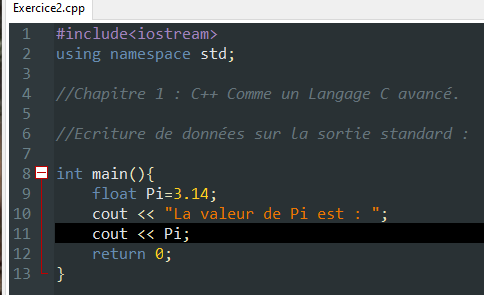 Exercice2.cpp
1 #include<iostream>
2 using namespace std;
3
4 //Chapitre 1 : C++ Comme un Langage C avancé.
5
6 //Ecriture de données sur la sortie standard :
7
8 int main(){
9 float Pi=3.14;
10 cout << "La valeur de Pi est : ";
11 cout << Pi;
12 return 0;
13 }